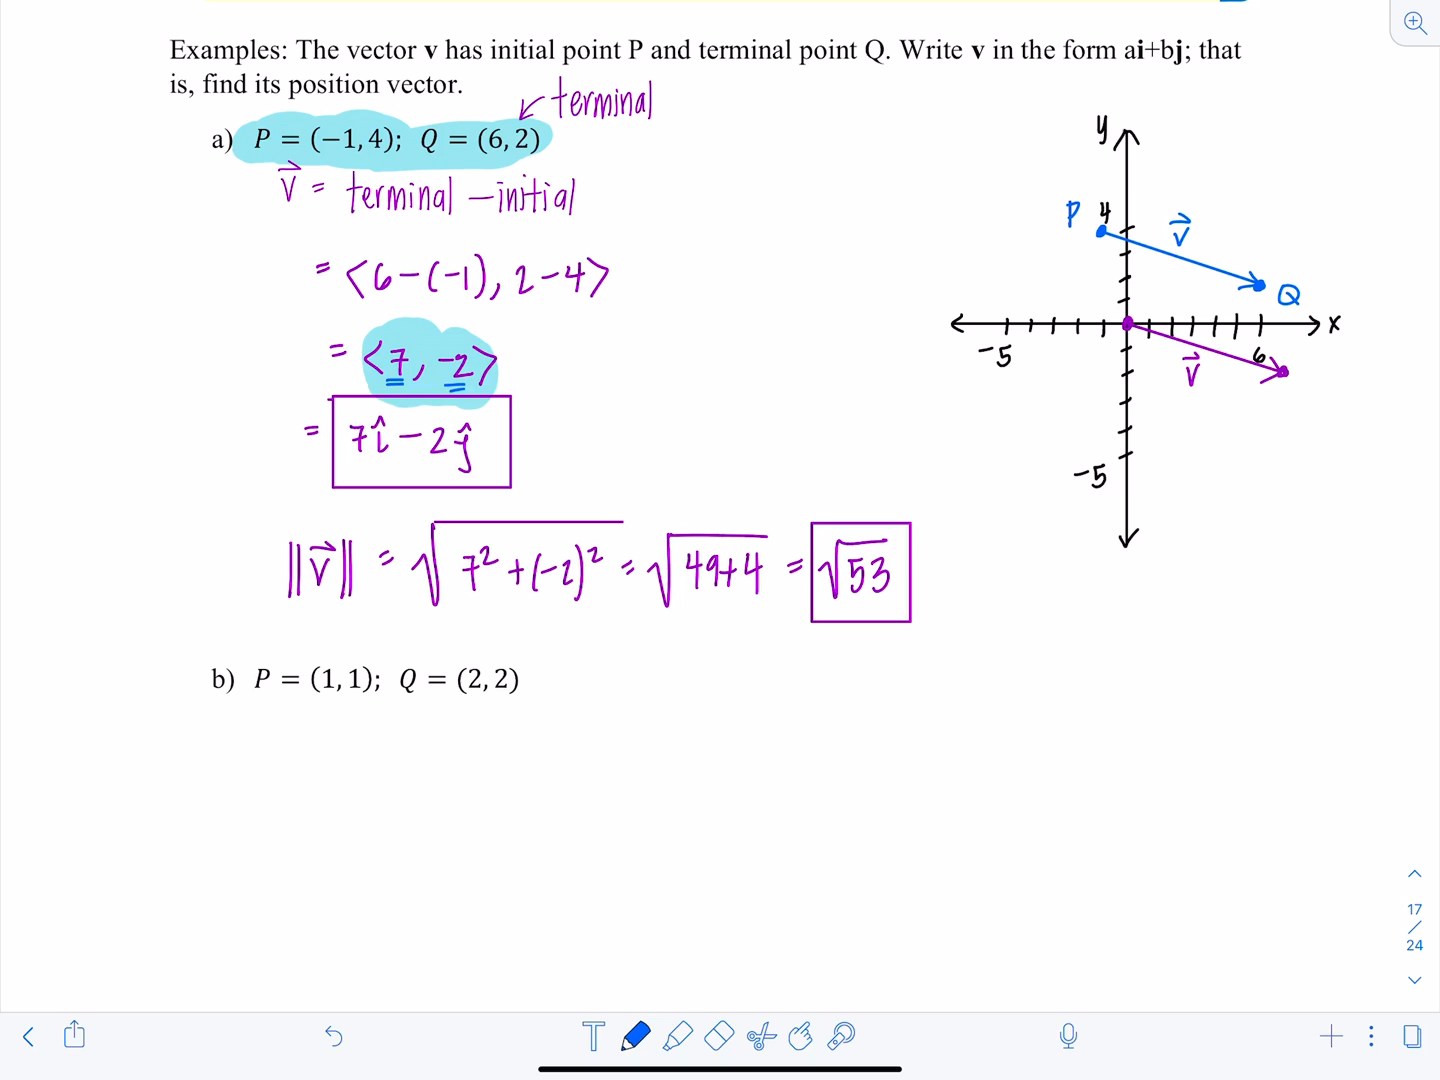 Examples: The vector v has initial point P and terminal point Q. Write v in the form ai+bj; that
is, find its position vector.
terminal
a) P = (−1, 4); Q = (6, 2)
v⃗ = terminal − initial
= ⟨6−(−1), 2−4⟩
= ⟨7, −2⟩
= 7î − 2ĵ
||v⃗|| = √(7² + (−2)²) = √(49+4) = √53
b) P = (1, 1); Q = (2, 2)
y
P 4 v⃗
Q
x
−5 6
v⃗
−5
17
/
24
T